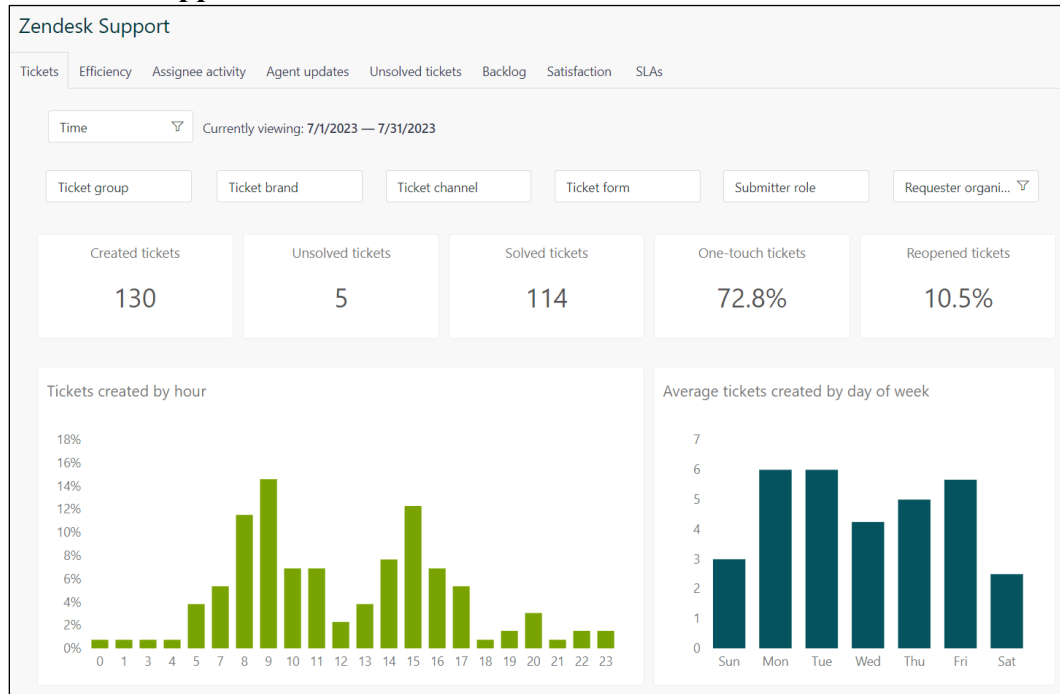 Zendesk Support
Tickets Efficiency Assignee activity Agent updates Unsolved tickets Backlog Satisfaction SLAs
Time Currently viewing: 7/1/2023 — 7/31/2023
Ticket group Ticket brand Ticket channel Ticket form Submitter role Requester organi...
Created tickets Unsolved tickets Solved tickets One-touch tickets Reopened tickets
130 5 114 72.8% 10.5%
Tickets created by hour
18%
16%
14%
12%
10%
8%
6%
4%
2%
0%
0 1 3 4 5 7 8 9 10 11 12 13 14 15 16 17 18 19 20 21 22 23
Average tickets created by day of week
7
6
5
4
3
2
1
0
Sun Mon Tue Wed Thu Fri Sat